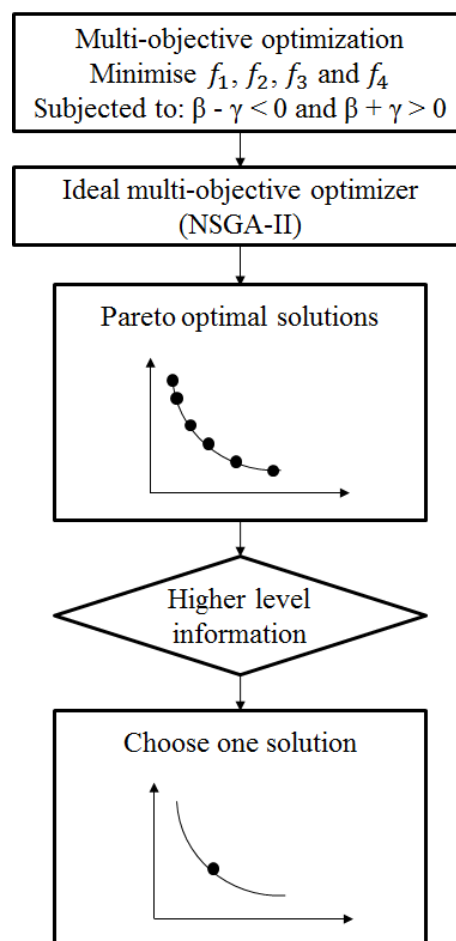 Multi-objective optimization
Minimise f₁, f₂, f₃ and f₄
Subjected to: β - γ < 0 and β + γ > 0
Ideal multi-objective optimizer
(NSGA-II)
Pareto optimal solutions
Higher level
information
Choose one solution